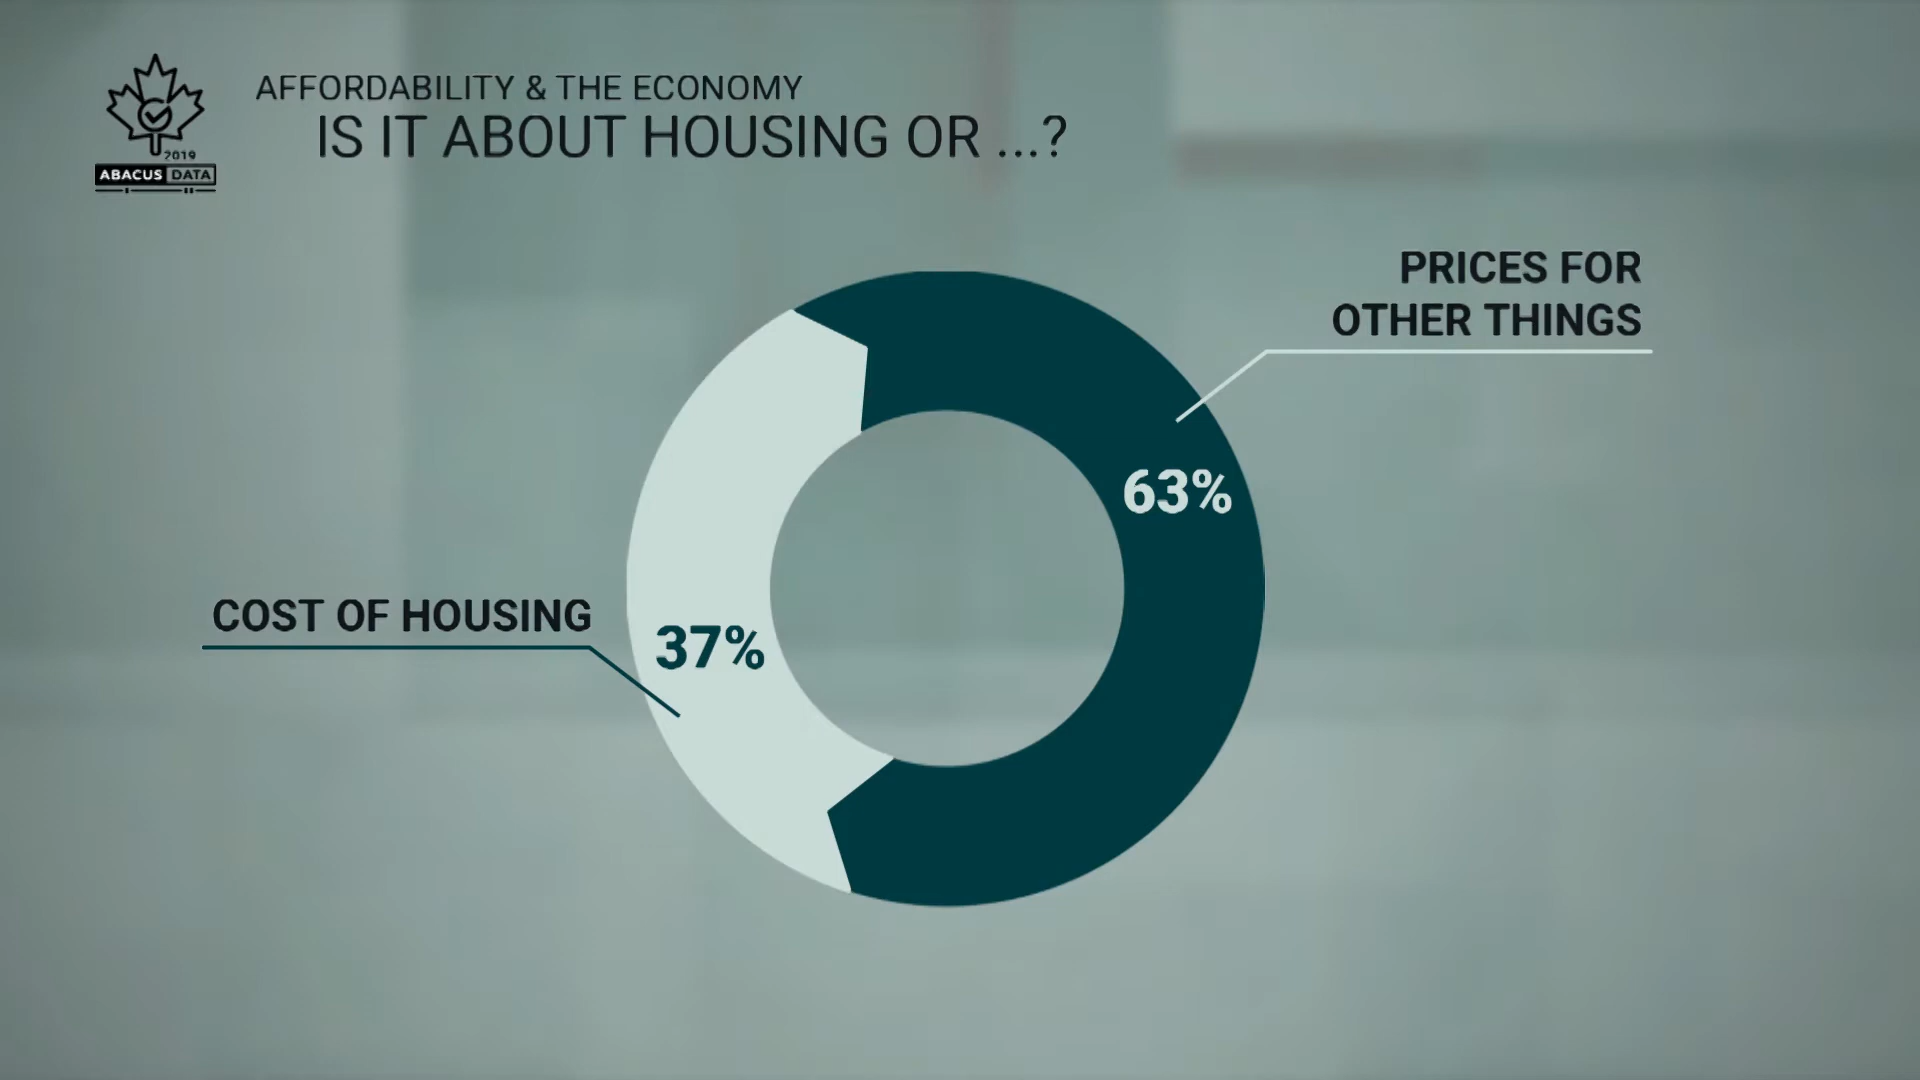 AFFORDABILITY & THE ECONOMY
IS IT ABOUT HOUSING OR ...?
2019
ABACUS DATA
PRICES FOR
OTHER THINGS
63%
COST OF HOUSING
37%